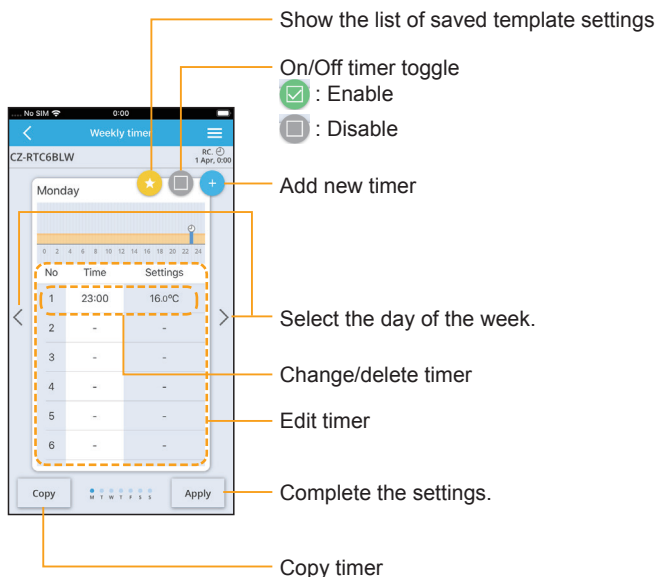 Show the list of saved template settings
On/Off timer toggle
: Enable
: Disable
Add new timer
Select the day of the week.
Change/delete timer
Edit timer
Complete the settings.
Copy timer
..... No SIM 0:00
Weekly timer
CZ-RTC6BLW RC.
1 Apr, 0:00
Monday
0 2 4 6 8 10 12 14 16 18 20 22 24
No Time Settings
1 23:00 16.0°C
2 - -
3 - -
4 - -
5 - -
6 - -
Copy M T W T F S S Apply